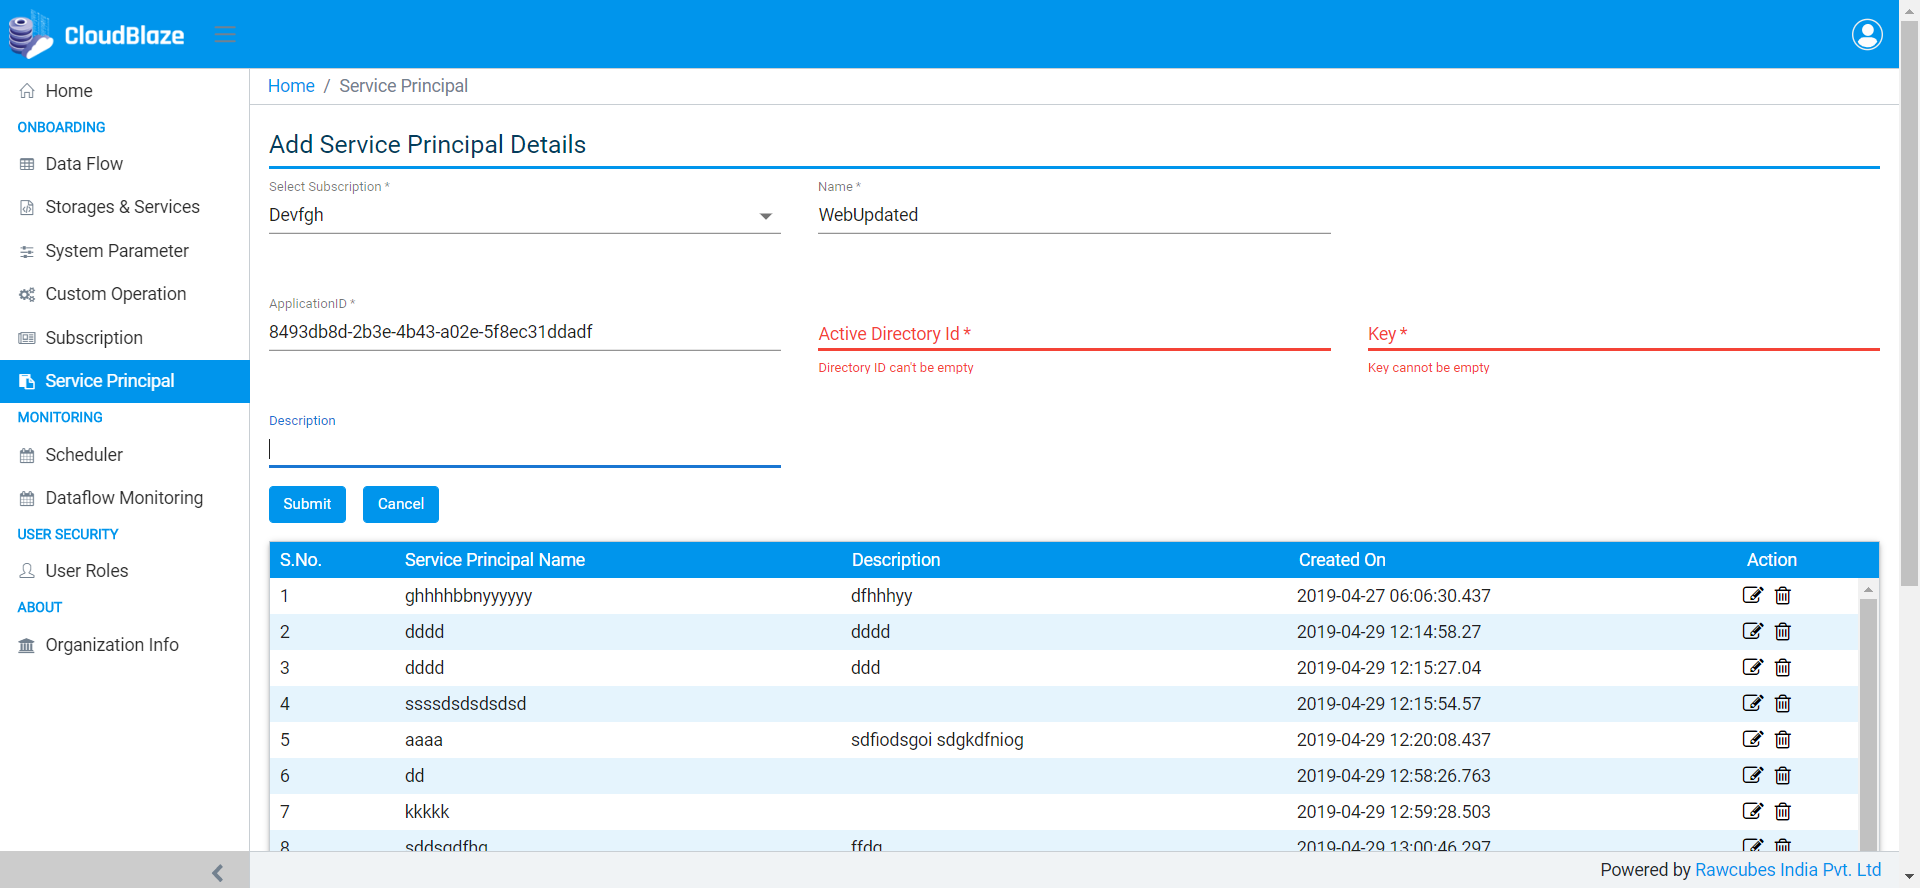 CloudBlaze
Home
ONBOARDING
Data Flow
Storages & Services
System Parameter
Custom Operation
Subscription
Service Principal
MONITORING
Scheduler
Dataflow Monitoring
USER SECURITY
User Roles
ABOUT
Organization Info
Home / Service Principal
Add Service Principal Details
Select Subscription * Name *
Devfgh WebUpdated
ApplicationID *
8493db8d-2b3e-4b43-a02e-5f8ec31ddadf Active Directory Id * Key *
Directory ID can't be empty Key cannot be empty
Description
Submit Cancel
S.No. Service Principal Name Description Created On Action
1 ghhhhbbnyyyyyy dfhhhyy 2019-04-27 06:06:30.437
2 dddd dddd 2019-04-29 12:14:58.27
3 dddd ddd 2019-04-29 12:15:27.04
4 ssssdsdsdsdsd 2019-04-29 12:15:54.57
5 aaaa sdfiodsgoi sdgkdfniog 2019-04-29 12:20:08.437
6 dd 2019-04-29 12:58:26.763
7 kkkkk 2019-04-29 12:59:28.503
8 sddsgdfhg ffdg 2019-04-29 13:00:46.297
Powered by Rawcubes India Pvt. Ltd